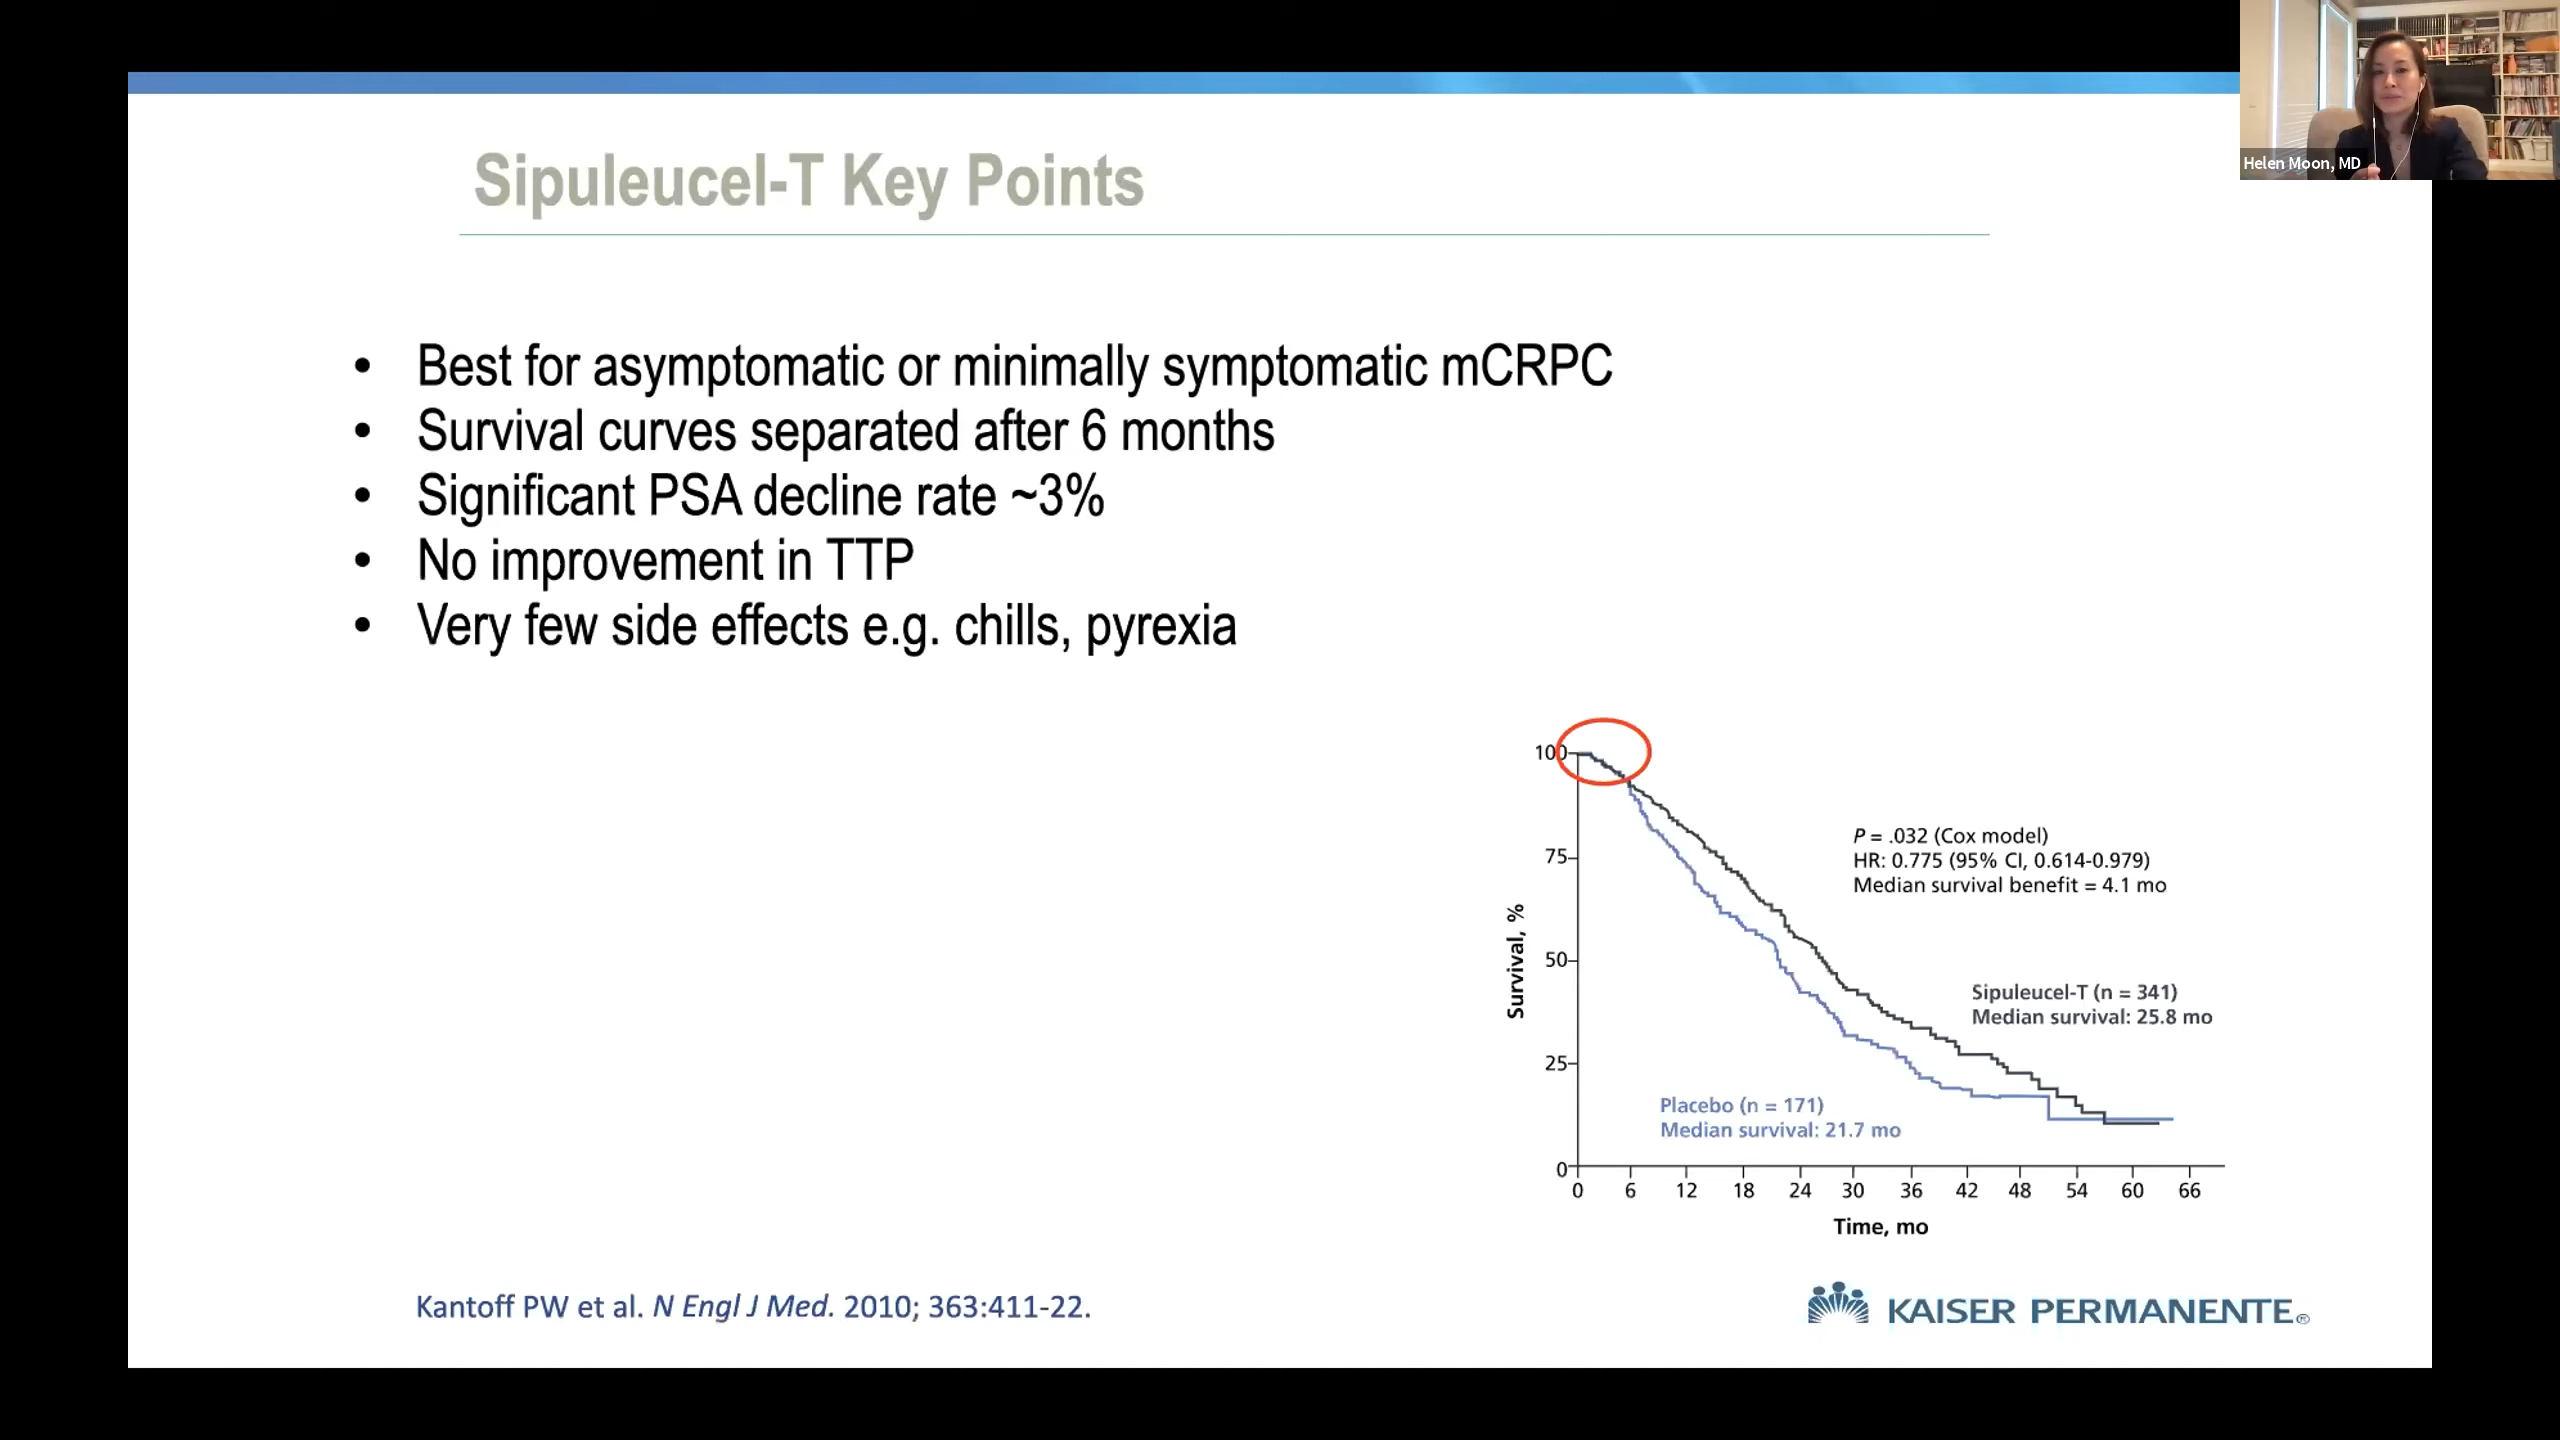 Helen Moon, MD
Sipuleucel-T Key Points
• Best for asymptomatic or minimally symptomatic mCRPC
• Survival curves separated after 6 months
• Significant PSA decline rate ~3%
• No improvement in TTP
• Very few side effects e.g. chills, pyrexia
100
75
50
25
0
Survival, %
P = .032 (Cox model)
HR: 0.775 (95% CI, 0.614-0.979)
Median survival benefit = 4.1 mo
Sipuleucel-T (n = 341)
Median survival: 25.8 mo
Placebo (n = 171)
Median survival: 21.7 mo
0 6 12 18 24 30 36 42 48 54 60 66
Time, mo
Kantoff PW et al. N Engl J Med. 2010; 363:411-22.
KAISER PERMANENTE®